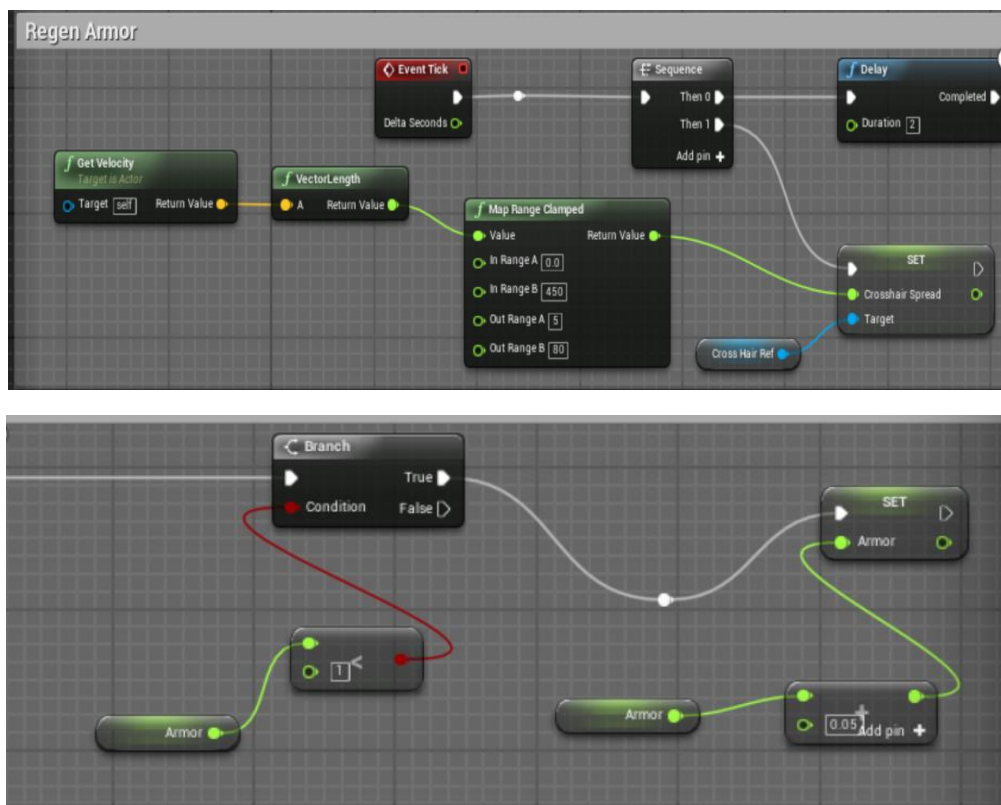 Regen Armor
Event Tick
Delta Seconds
Sequence
Then 0
Then 1
Add pin +
f Delay
Completed
Duration 2
f Get Velocity
Target is Actor
Target self Return Value
f VectorLength
A Return Value
f Map Range Clamped
Value Return Value
In Range A 0.0
In Range B 450
Out Range A 5
Out Range B 80
SET
Crosshair Spread
Target
Cross Hair Ref
Branch
True
Condition False
1 <
Armor
SET
Armor
Armor
+
0.05 Add pin +